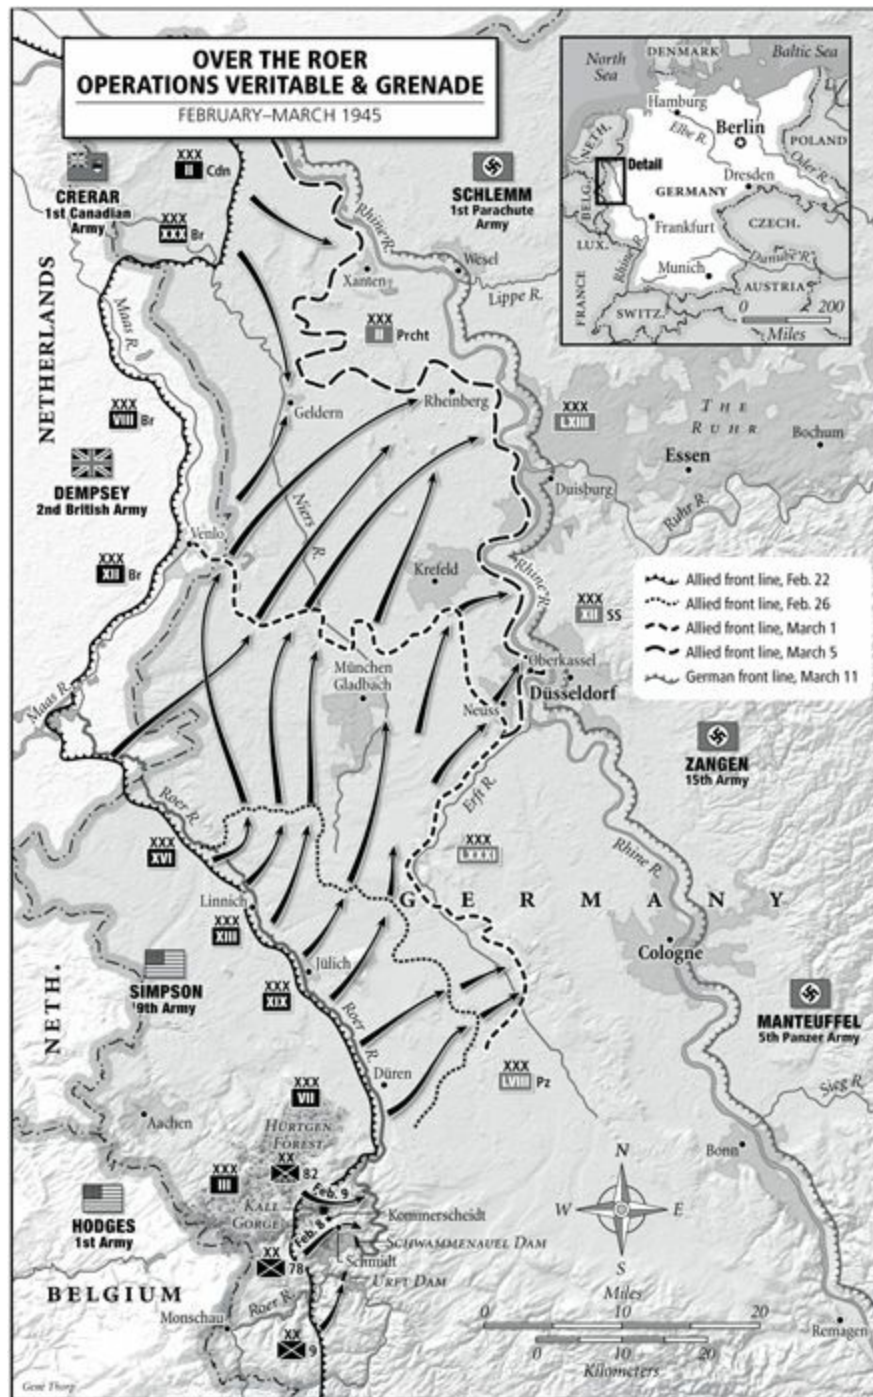 OVER THE ROER
OPERATIONS VERITABLE & GRENADE
FEBRUARY–MARCH 1945
North
Sea
DENMARK
Baltic Sea
Hamburg
Elbe R.
Berlin
POLAND
Oder R.
NETH.
Detail
BELG.
GERMANY
Dresden
LUX.
Rhine R.
Frankfurt
CZECH.
Danube R.
Munich
FRANCE
AUSTRIA
SWITZ.
0 200
Miles
CRERAR
1st Canadian
Army
XXX
II Cdn
XXX
XXX Br
SCHLEMM
1st Parachute
Army
Rhine R.
Xanten
Wesel
Lippe R.
NETHERLANDS
Maas R.
XXX
II Prcht
Geldern
Rheinberg
XXX
VIII Br
XXX
LXIII
THE
RUHR
Bochum
Essen
DEMPSEY
2nd British Army
Duisburg
Ruhr R.
Niers R.
Venlo
XXX
XII Br
Krefeld
Rhine R.
XXX
XII SS
Allied front line, Feb. 22
Allied front line, Feb. 26
Allied front line, March 1
Allied front line, March 5
German front line, March 11
München
Gladbach
Oberkassel
Düsseldorf
Neuss
Maas R.
ZANGEN
15th Army
Roer R.
Erft R.
XXX
XVI
XXX
Rhine R.
Linnich
GERMANY
XXX
XIII
Cologne
Jülich
SIMPSON
9th Army
XXX
XIX
NETH.
Roer R.
MANTEUFFEL
5th Panzer Army
Düren
XXX
LVIII Pz
Sieg R.
XXX
VII
Aachen
HÜRTGEN
FOREST
Bonn
XX
82
XXX
III
Feb. 9
N
W E
S
KALL
GORGE
Kommerscheidt
HODGES
1st Army
Feb. 8
SCHWAMMENAUEL DAM
Schmidt
XX
78
URFT DAM
BELGIUM
Roer R.
Monschau
XX
9
Miles
0 10 20
0 10 20
Kilometers
Remagen
Gene Thorp